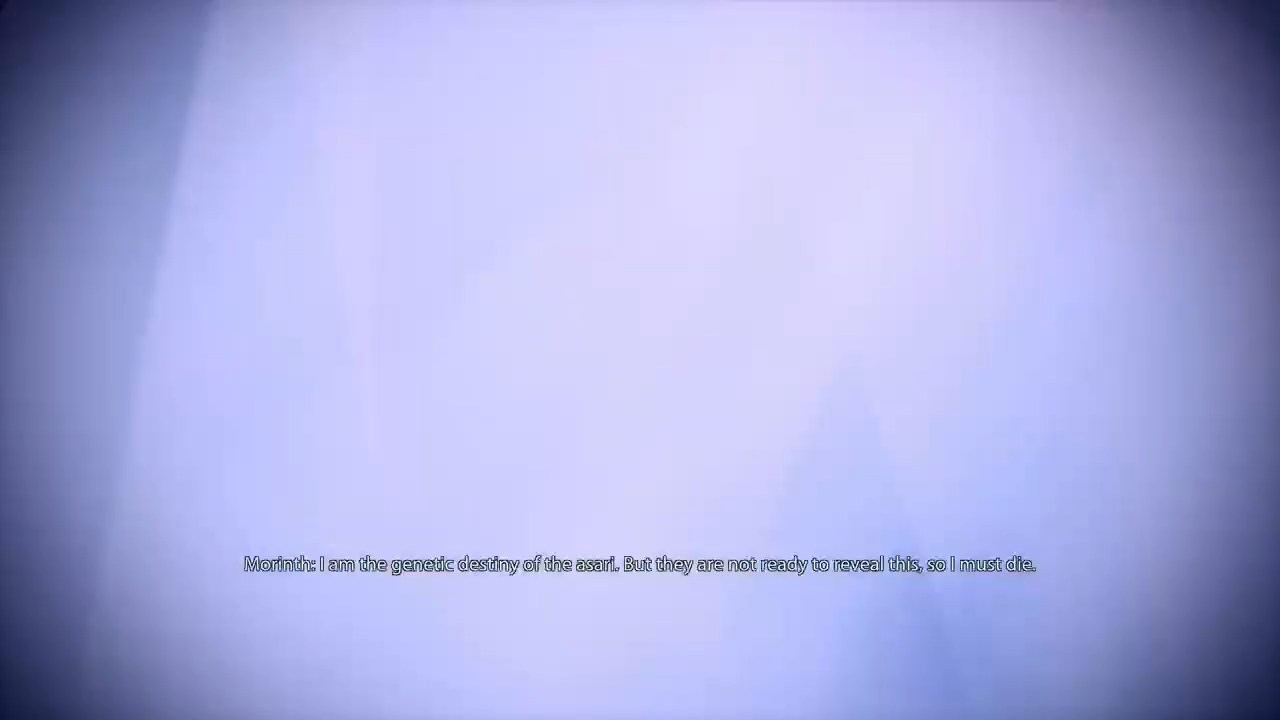 Morinth: I am the genetic destiny of the asari. But they are not ready to reveal this, so I must die.